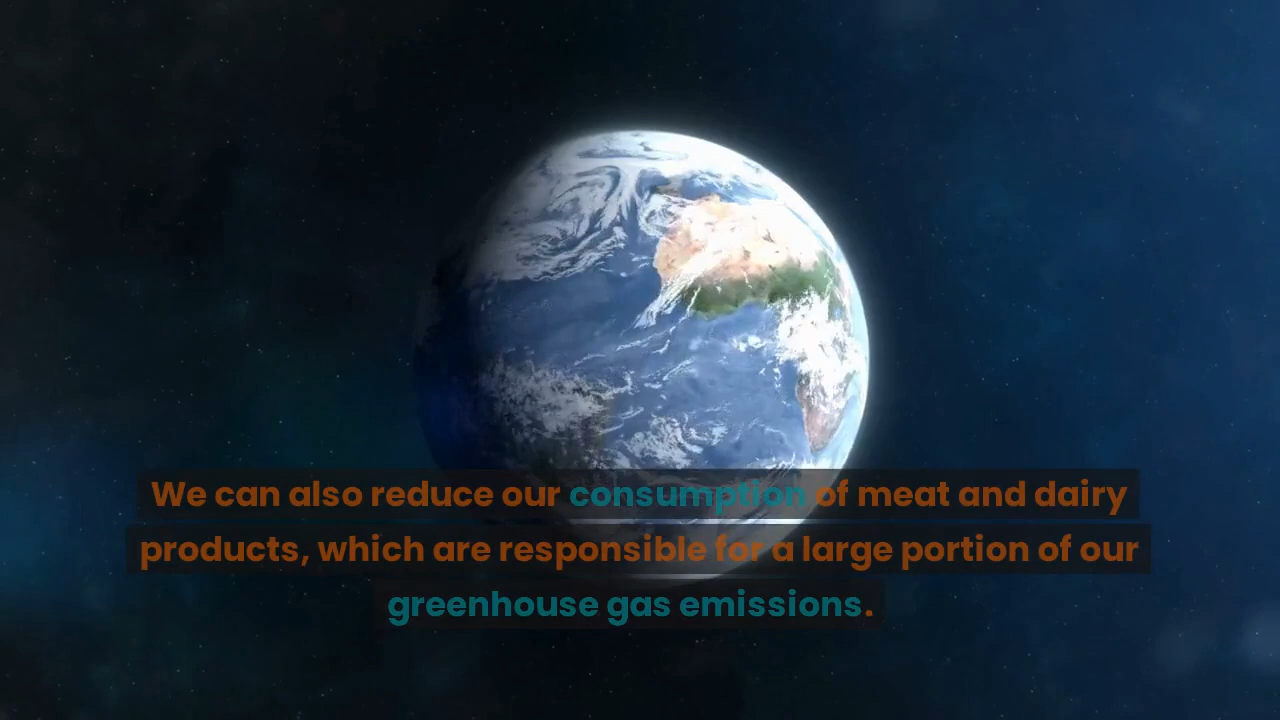 We can also reduce our consumption of meat and dairy
products, which are responsible for a large portion of our
greenhouse gas emissions.